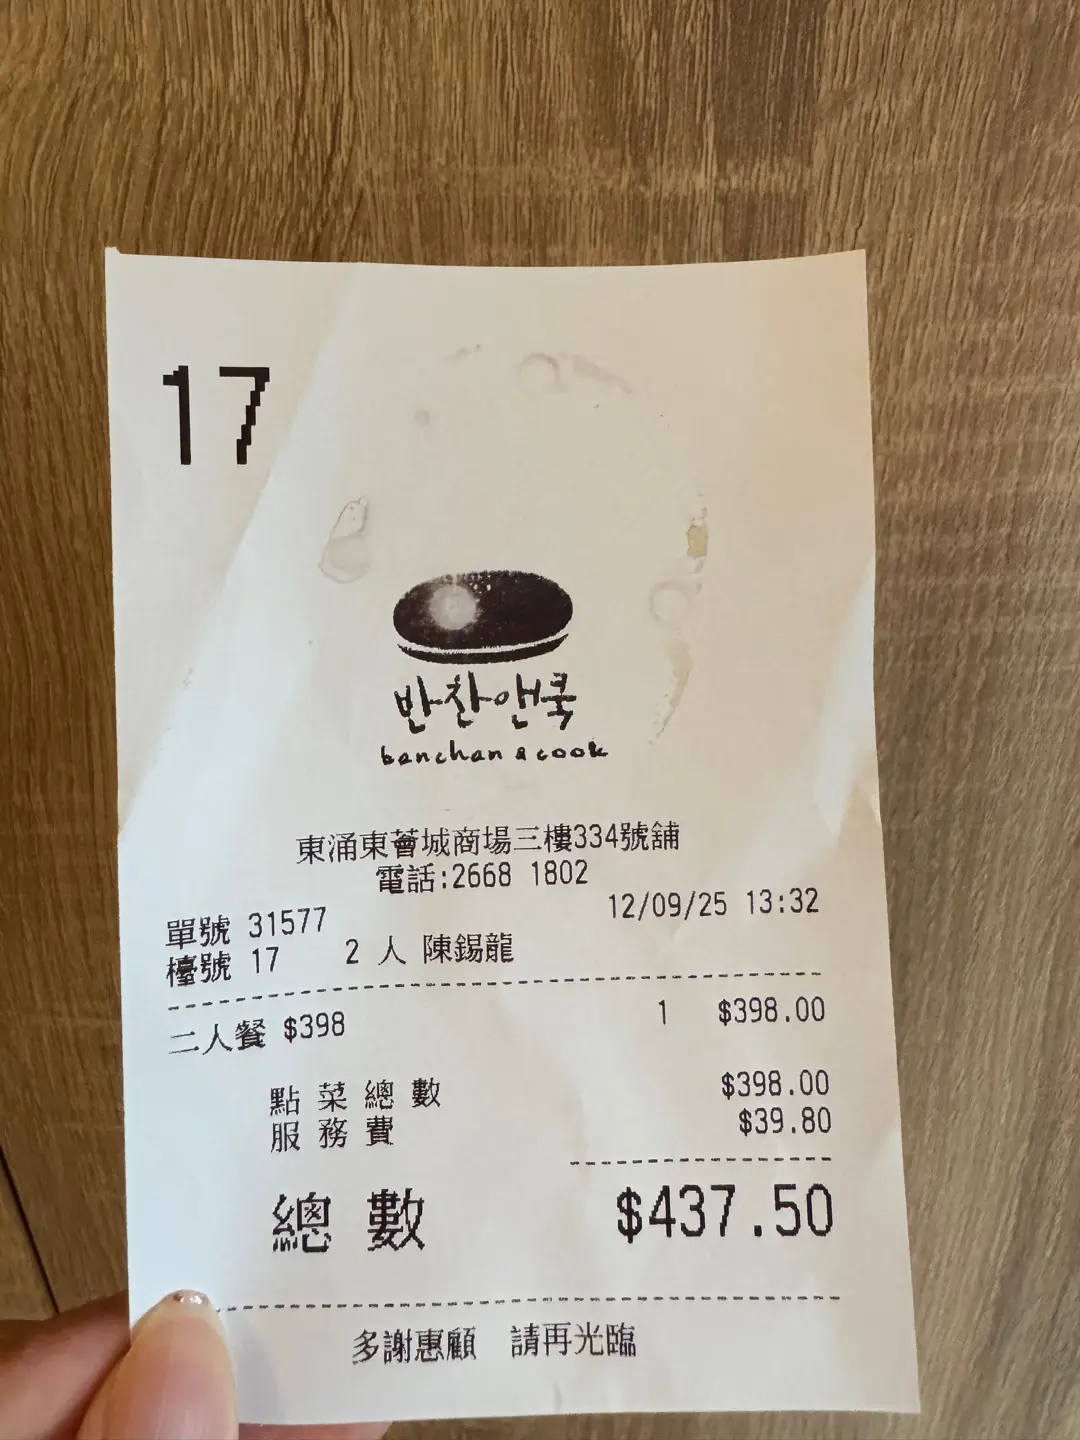 17
반찬앤쿡
banchan & cook
東涌東薈城商場三樓334號舖
電話:2668 1802
12/09/25 13:32
單號 31577
檯號 17 2 人 陳錫龍
二人餐 $398 1 $398.00
點菜總數 $398.00
服務費 $39.80
總數 $437.50
多謝惠顧 請再光臨